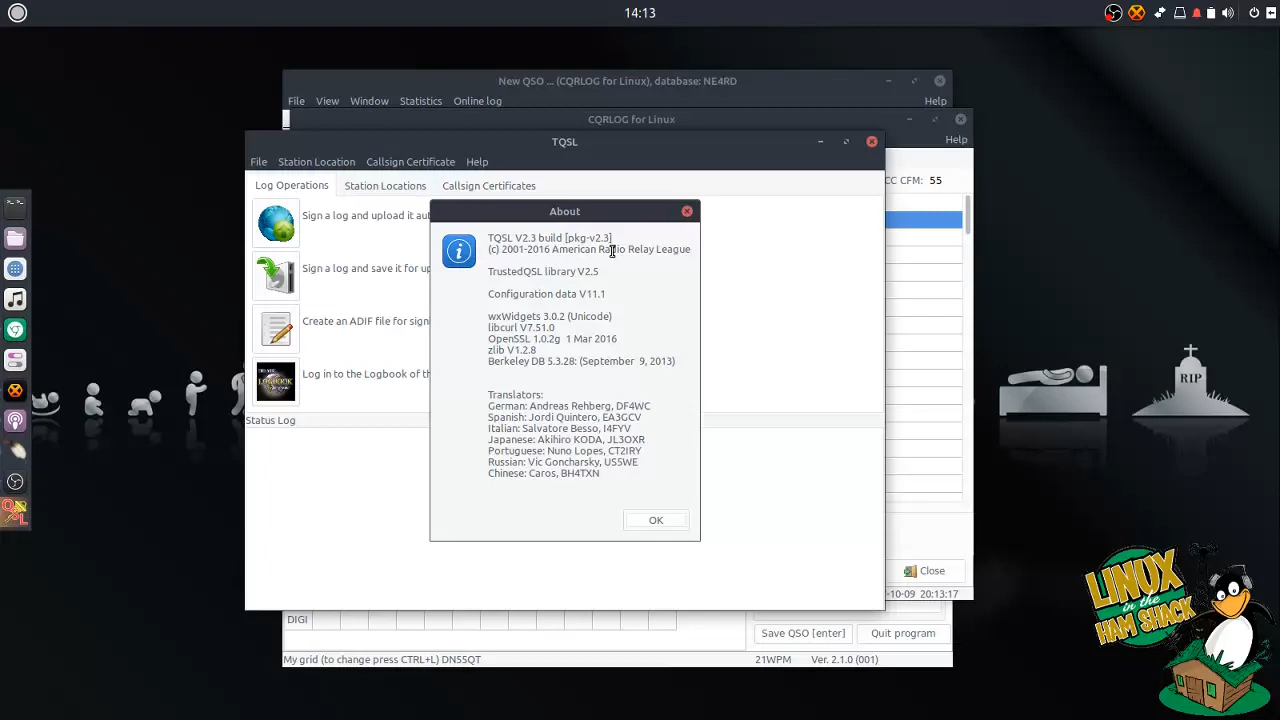 14:13
New QSO ... (CQRLOG for Linux), database: NE4RD
File View Window Statistics Online log Help
CQRLOG for Linux
Help
TQSL
File Station Location Callsign Certificate Help
CC CFM: 55
Log Operations Station Locations Callsign Certificates
Sign a log and upload it aut
Sign a log and save it for up
Create an ADIF file for signi
Log in to the Logbook of th
LOGBOOK
Status Log
About
TQSL V2.3 build [pkg-v2.3]
(c) 2001-2016 American Radio Relay League
TrustedQSL library V2.5
Configuration data V11.1
wxWidgets 3.0.2 (Unicode)
libcurl V7.51.0
OpenSSL 1.0.2g 1 Mar 2016
zlib V1.2.8
Berkeley DB 5.3.28: (September 9, 2013)
Translators:
German: Andreas Rehberg, DF4WC
Spanish: Jordi Quintero, EA3GCV
Italian: Salvatore Besso, I4FYV
Japanese: Akihiro KODA, JL3OXR
Portuguese: Nuno Lopes, CT2IRY
Russian: Vic Goncharsky, US5WE
Chinese: Caros, BH4TXN
OK
RIP
Close
-10-09 20:13:17
DIGI
Save QSO [enter] Quit program
My grid (to change press CTRL+L) DN55QT 21WPM Ver. 2.1.0 (001)
LINUX
in the
HAM SHACK